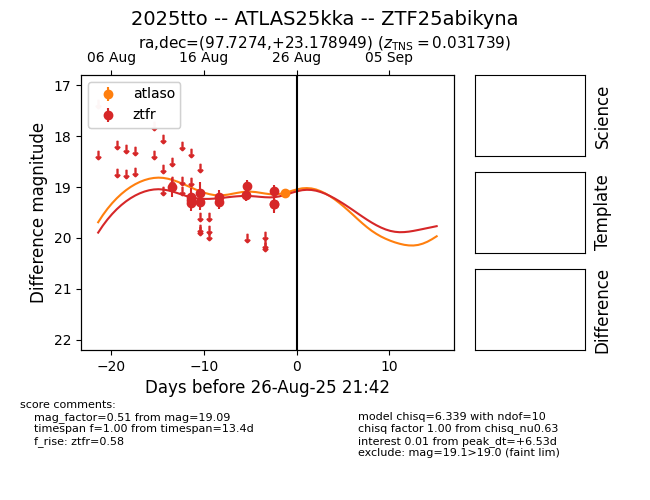 2025tto -- ATLAS25kka -- ZTF25abikyna
ra,dec=(97.7274,+23.178949) (z_TNS = 0.031739)
06 Aug 16 Aug 26 Aug 05 Sep
atlaso
ztfr
17
18
19
20
21
22
Difference magnitude
−20 −10 0 10
Days before 26-Aug-25 21:42
Science
Template
Difference
score comments:
mag_factor=0.51 from mag=19.09
timespan f=1.00 from timespan=13.4d
f_rise: ztfr=0.58
model chisq=6.339 with ndof=10
chisq factor 1.00 from chisq_nu0.63
interest 0.01 from peak_dt=+6.53d
exclude: mag=19.1>19.0 (faint lim)